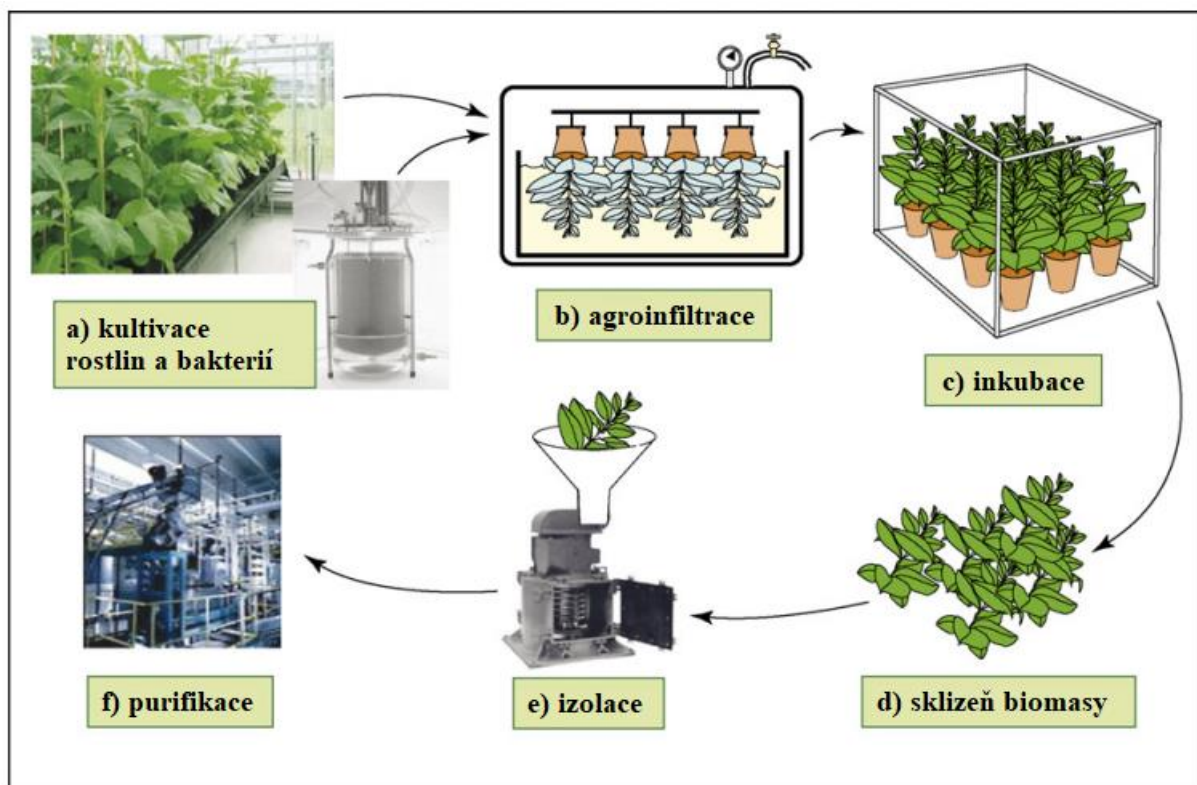 a) kultivace
rostlin a bakterií
b) agroinfiltrace
c) inkubace
d) sklizeň biomasy
e) izolace
f) purifikace